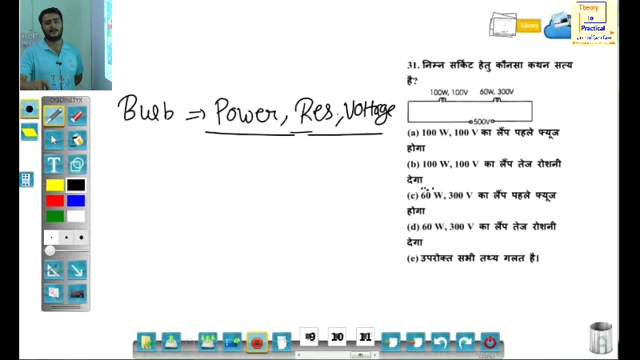 Library
Theory
to
Practical
31. निम्न सर्किट हेतु कौनसा कथन सत्य
है?
100W, 100V 60W, 300V
500V
(a) 100 W, 100 V का लैंप पहले फ्यूज
होगा
(b) 100 W, 100 V का लैंप तेज रोशनी
देगा
(c) 60 W, 300 V का लैंप पहले फ्यूज
होगा
(d) 60 W, 300 V का लैंप तेज रोशनी
देगा
(e) उपरोक्त सभी तथ्य गलत है।
Bulb => Power, Res., Voltage
9 10 11